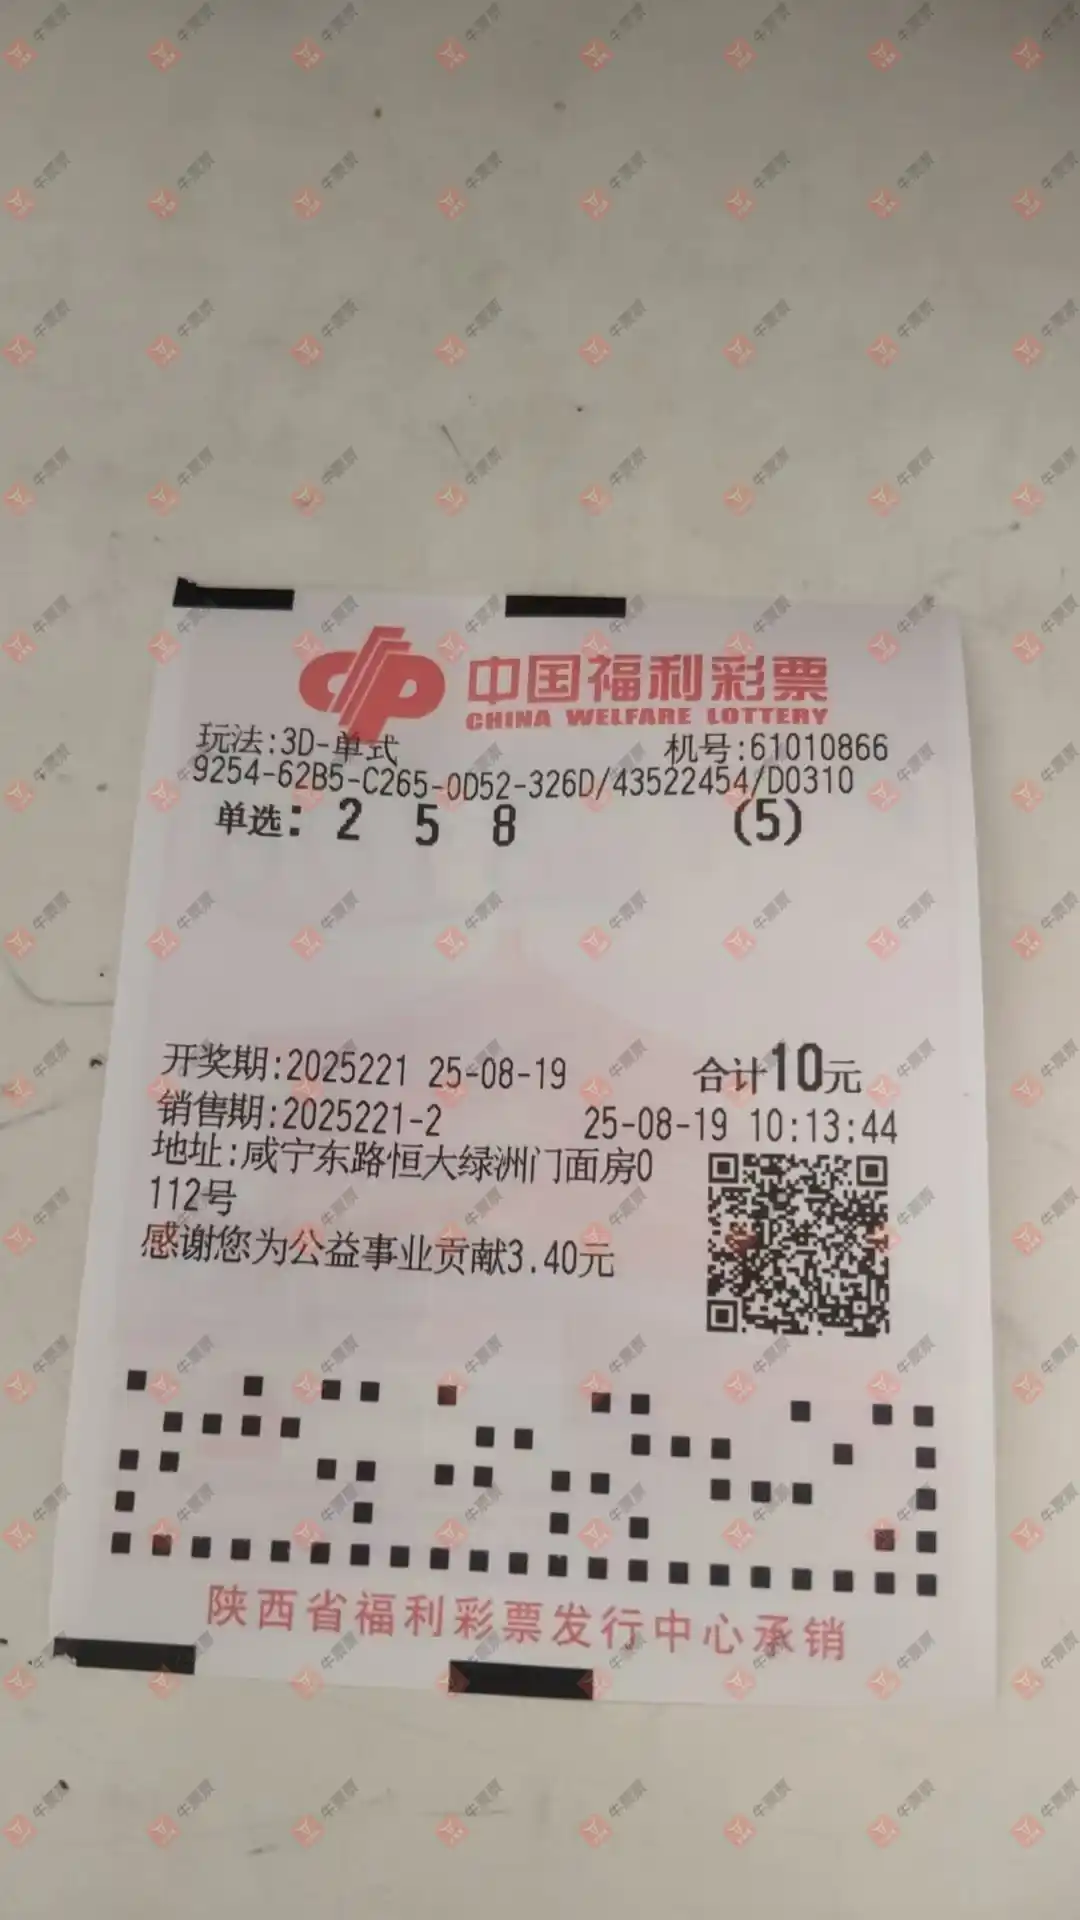 中国福利彩票
CHINA WELFARE LOTTERY
玩法:3D-单式 机号:61010866
9254-62B5-C265-0D52-326D/43522454/D0310
单选: 2 5 8 (5)
开奖期:2025221 25-08-19 合计10元
销售期:2025221-2 25-08-19 10:13:44
地址:咸宁东路恒大绿洲门面房0
112号
感谢您为公益事业贡献3.40元
陕西省福利彩票发行中心承销
牛票票